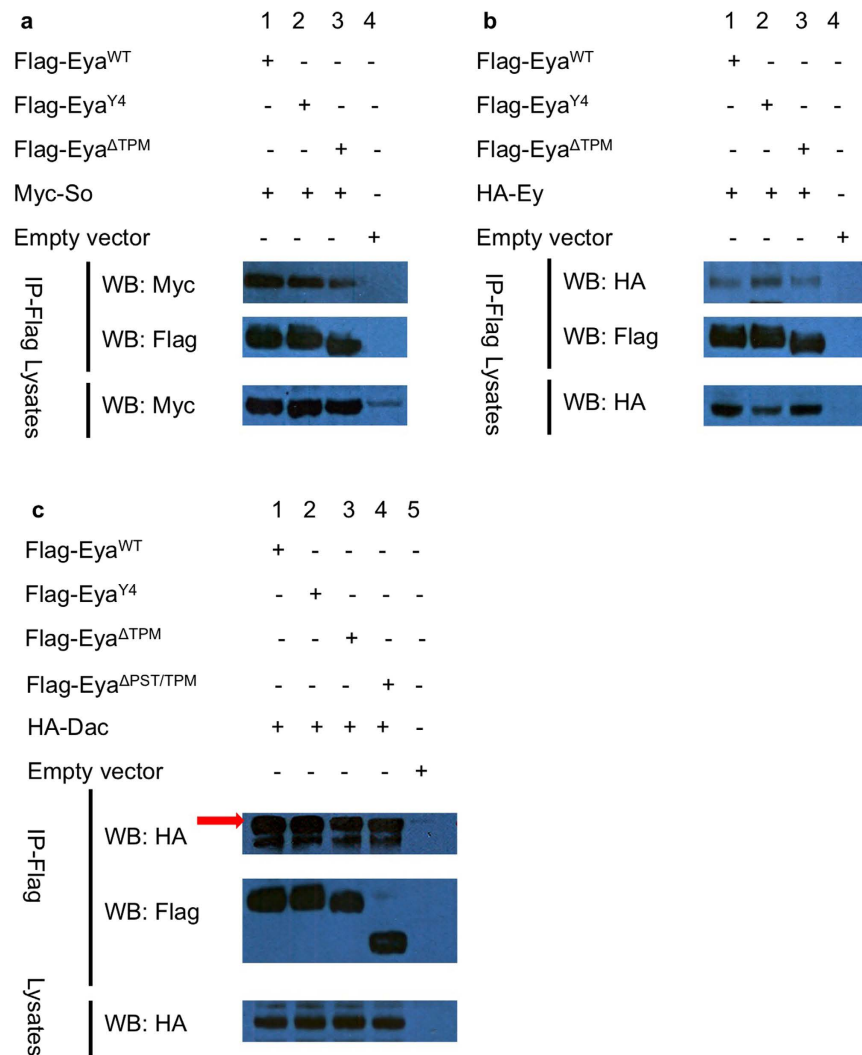 a 1 2 3 4
Flag-Eya^WT + - - -
Flag-Eya^Y4 - + - -
Flag-Eya^ΔTPM - - + -
Myc-So + + + -
Empty vector - - - +
IP-Flag
WB: Myc
WB: Flag
Lysates
WB: Myc
b 1 2 3 4
Flag-Eya^WT + - - -
Flag-Eya^Y4 - + - -
Flag-Eya^ΔTPM - - + -
HA-Ey + + + -
Empty vector - - - +
IP-Flag
WB: HA
WB: Flag
Lysates
WB: HA
c 1 2 3 4 5
Flag-Eya^WT + - - - -
Flag-Eya^Y4 - + - - -
Flag-Eya^ΔTPM - - + - -
Flag-Eya^ΔPST/TPM - - - + -
HA-Dac + + + + -
Empty vector - - - - +
IP-Flag
WB: HA
WB: Flag
Lysates
WB: HA